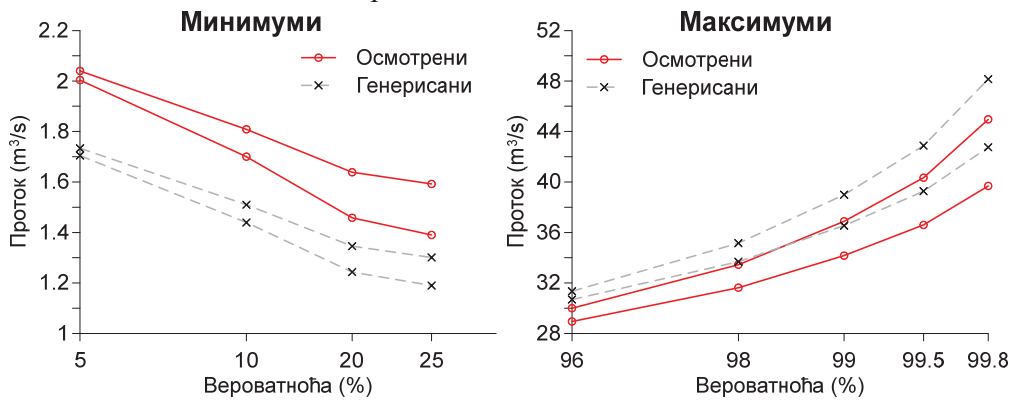 Минимуми
Осмотрени
Генерисани
Проток (m³/s)
2.2
2
1.8
1.6
1.4
1.2
1
5
10
20
25
Вероватноћа (%)
Максимуми
Осмотрени
Генерисани
Проток (m³/s)
52
48
44
40
36
32
28
96
98
99
99.5
99.8
Вероватноћа (%)